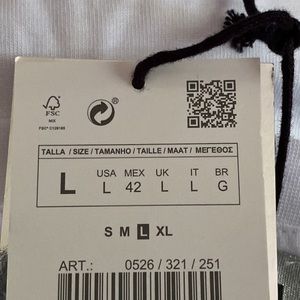 FSC
MIX
TALLA / SIZE / TAMANHO / TAILLE / MAAT / ΜΕΓΕΘΟΣ
L
USA MEX UK IT BR
L 42 L L G
S M L XL
ART.: 0526 / 321 / 251